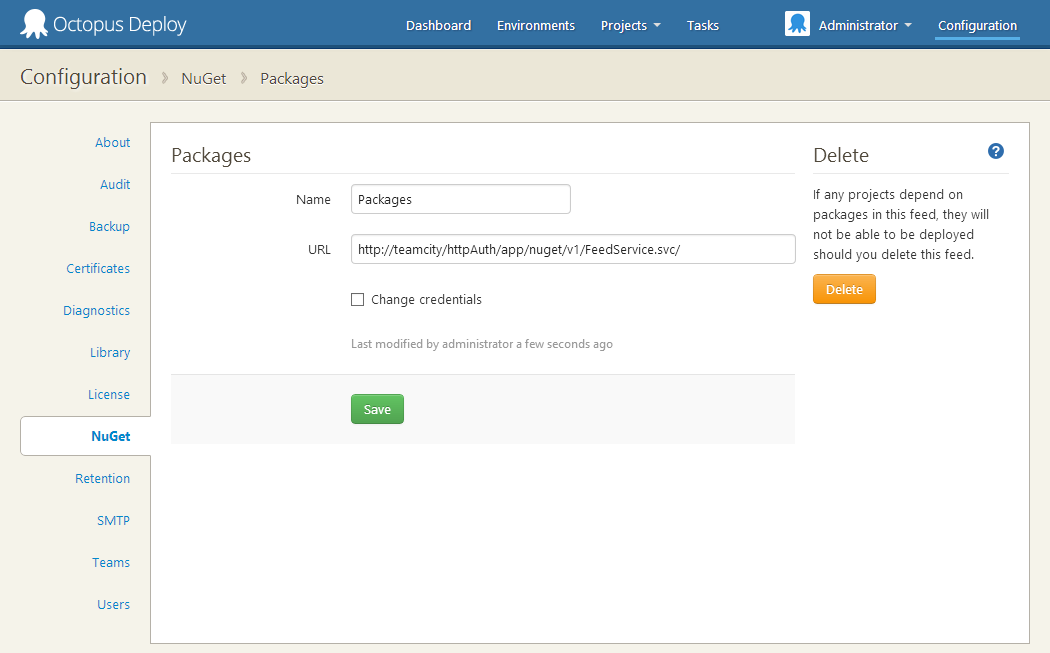 Octopus Deploy
Dashboard Environments Projects Tasks Administrator Configuration
Configuration NuGet Packages
About
Audit
Backup
Certificates
Diagnostics
Library
License
NuGet
Retention
SMTP
Teams
Users
Packages
Name Packages
URL http://teamcity/httpAuth/app/nuget/v1/FeedService.svc/
Change credentials
Last modified by administrator a few seconds ago
Save
Delete ?
If any projects depend on
packages in this feed, they will
not be able to be deployed
should you delete this feed.
Delete